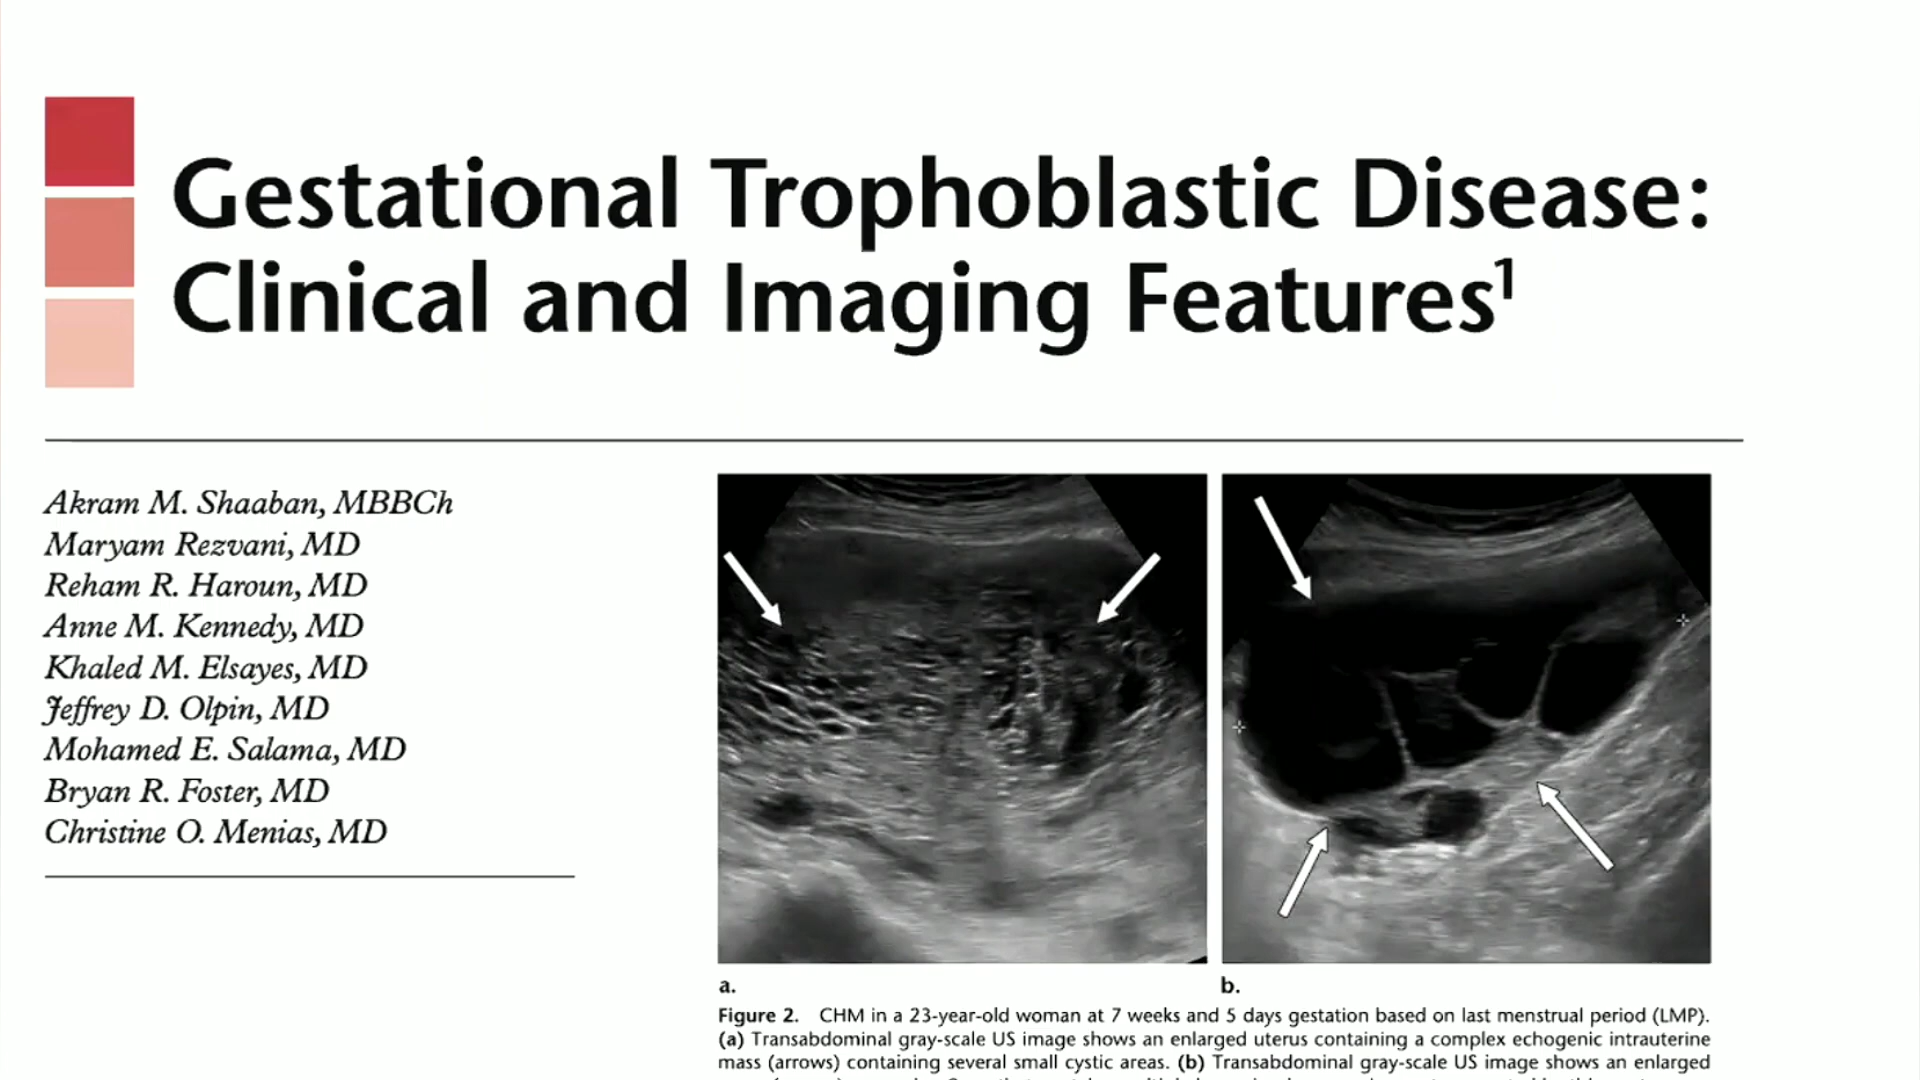 Gestational Trophoblastic Disease:
Clinical and Imaging Features¹
Akram M. Shaaban, MBBCh
Maryam Rezvani, MD
Reham R. Haroun, MD
Anne M. Kennedy, MD
Khaled M. Elsayes, MD
Jeffrey D. Olpin, MD
Mohamed E. Salama, MD
Bryan R. Foster, MD
Christine O. Menias, MD
a.
b.
Figure 2. CHM in a 23-year-old woman at 7 weeks and 5 days gestation based on last menstrual period (LMP).
(a) Transabdominal gray-scale US image shows an enlarged uterus containing a complex echogenic intrauterine
mass (arrows) containing several small cystic areas. (b) Transabdominal gray-scale US image shows an enlarged